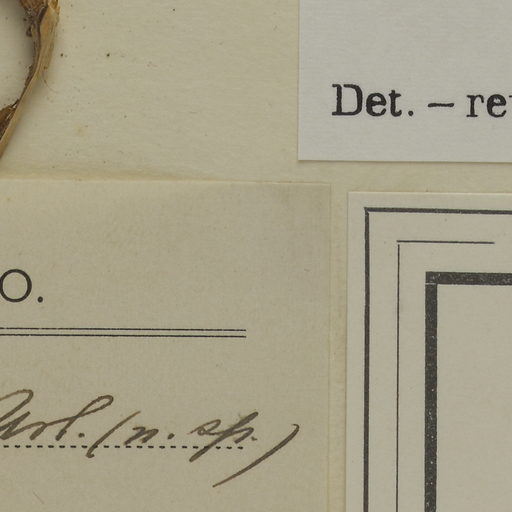 Det. – re
O.
(n. sp.)